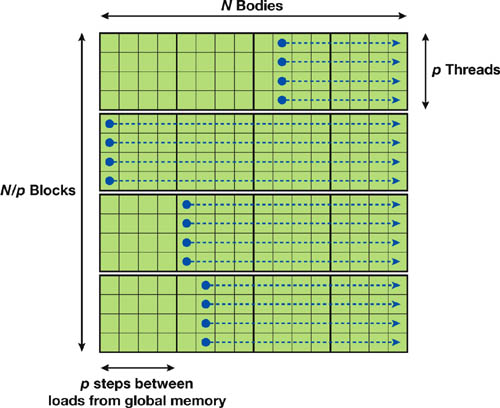 N Bodies
p Threads
N/p Blocks
p steps between
loads from global memory